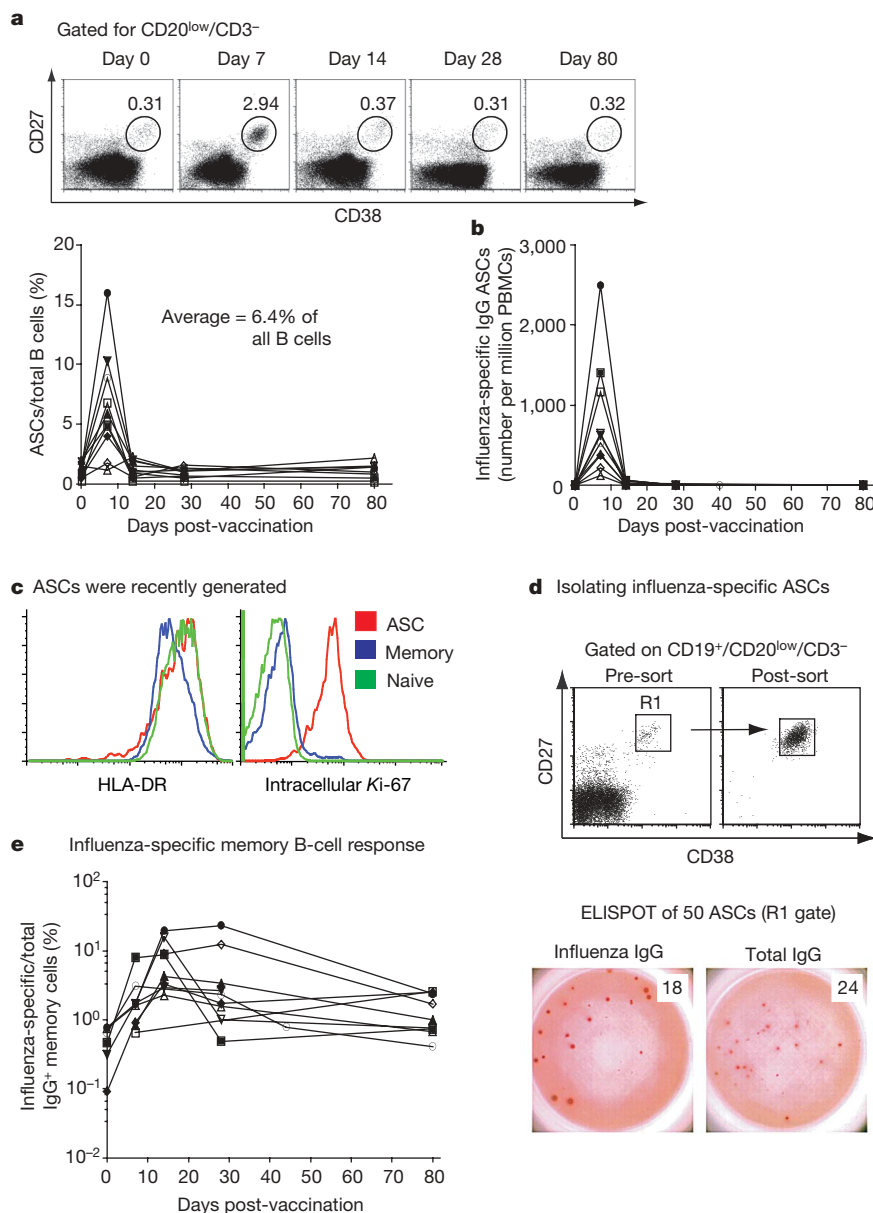 a
Gated for CD20low/CD3–
Day 0 Day 7 Day 14 Day 28 Day 80
0.31 2.94 0.37 0.31 0.32
CD27
CD38
20
15
10
5
0
ASCs/total B cells (%)
Average = 6.4% of
all B cells
0 10 20 30 40 50 60 70 80
Days post-vaccination
b
3,000
2,000
1,000
0
Influenza-specific IgG ASCs
(number per million PBMCs)
0 10 20 30 40 50 60 70 80
Days post-vaccination
c ASCs were recently generated
ASC
Memory
Naive
HLA-DR
Intracellular Ki-67
d Isolating influenza-specific ASCs
Gated on CD19+/CD20low/CD3–
Pre-sort Post-sort
R1
CD27
CD38
ELISPOT of 50 ASCs (R1 gate)
Influenza IgG Total IgG
18 24
e Influenza-specific memory B-cell response
10²
10¹
10⁰
10⁻¹
10⁻²
Influenza-specific/total
IgG+ memory cells (%)
0 10 20 30 40 50 60 70 80
Days post-vaccination